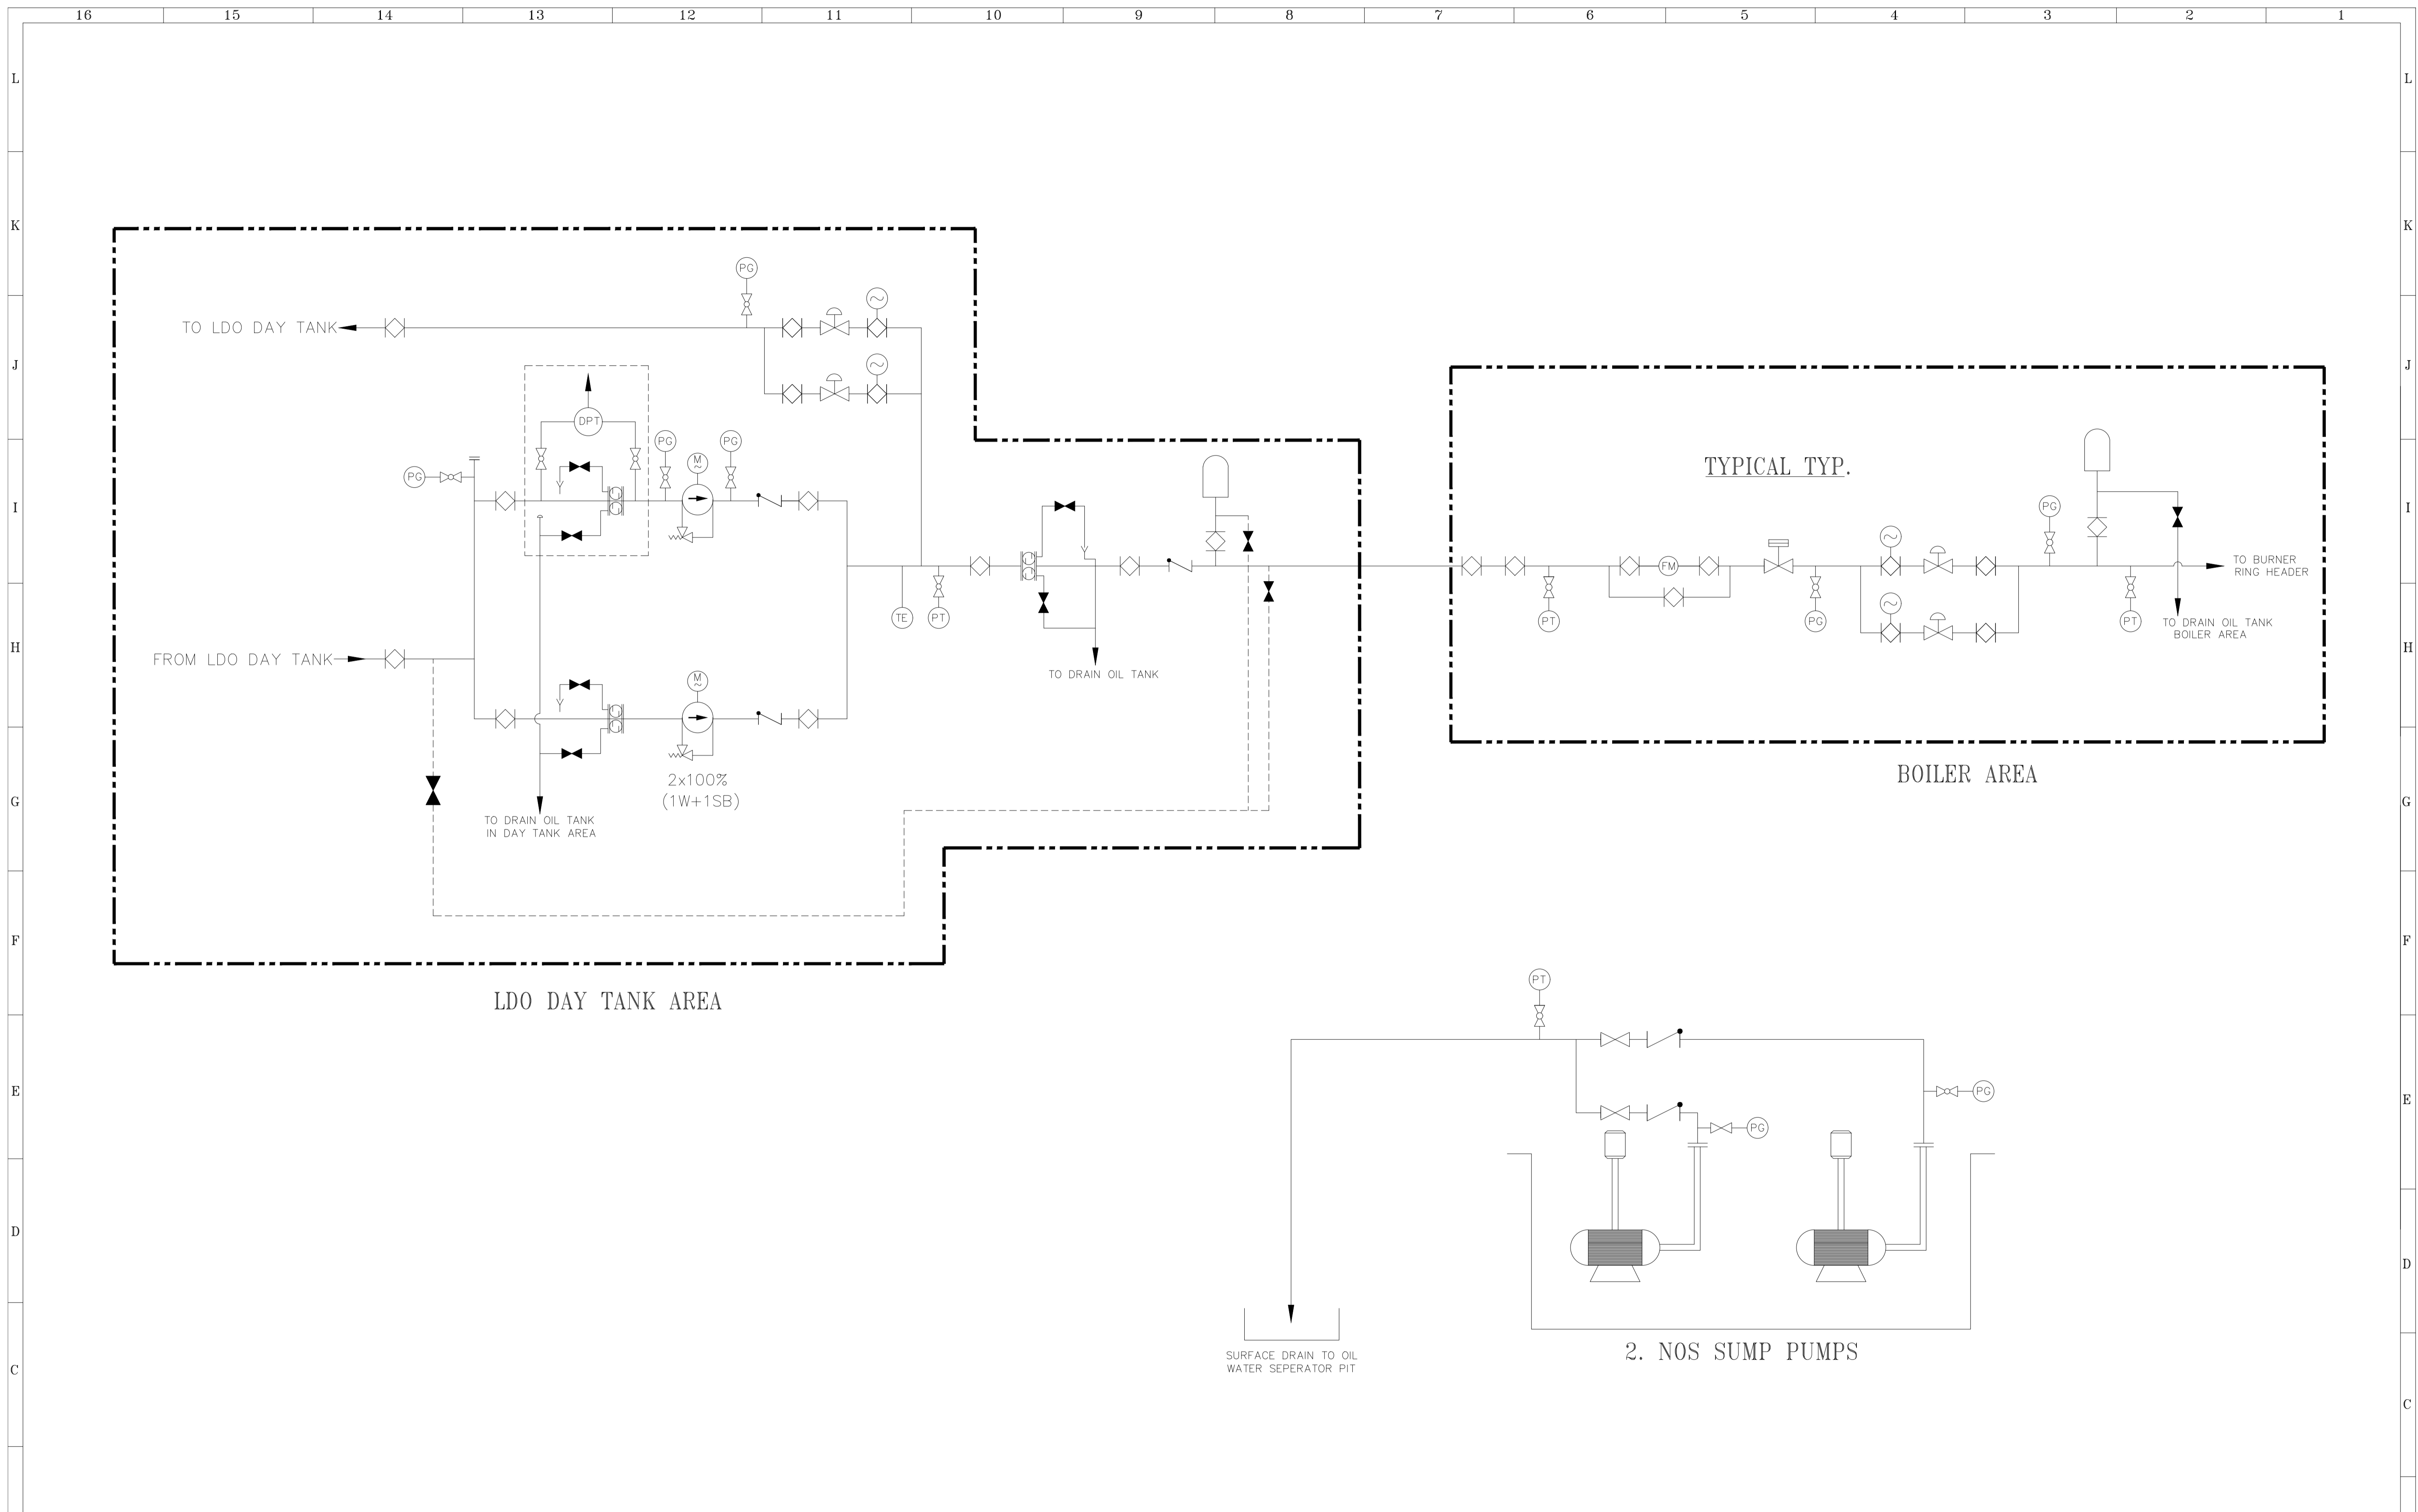 16 15 14 13 12 11 10 9 8 7 6 5 4 3 2 1
L L
K K
PG
TO LDO DAY TANK
J J
DPT
PG PG
M
TYPICAL TYP.
PG
PG
I I
TO BURNER
RING HEADER
FM
TE PT
PT PG PT
TO DRAIN OIL TANK
BOILER AREA
H H
FROM LDO DAY TANK
TO DRAIN OIL TANK
M
2x100%
(1W+1SB)
BOILER AREA
G G
TO DRAIN OIL TANK
IN DAY TANK AREA
F F
PT
LDO DAY TANK AREA
E E
PG
PG
D D
SURFACE DRAIN TO OIL
WATER SEPERATOR PIT
2. NOS SUMP PUMPS
C C